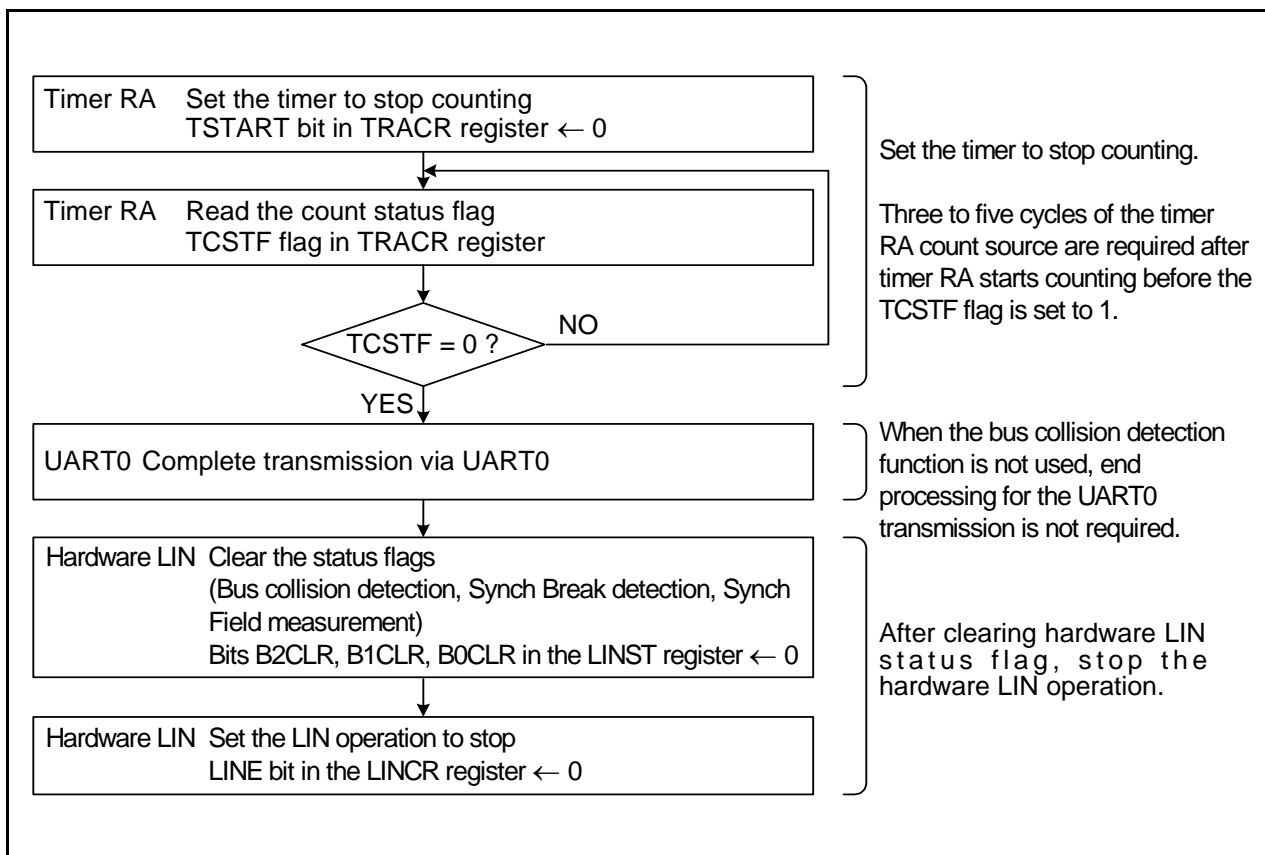 Timer RA Set the timer to stop counting
TSTART bit in TRACR register ← 0
Set the timer to stop counting.
Timer RA Read the count status flag
TCSTF flag in TRACR register
Three to five cycles of the timer
RA count source are required after
timer RA starts counting before the
TCSTF flag is set to 1.
TCSTF = 0 ?
NO
YES
UART0 Complete transmission via UART0
When the bus collision detection
function is not used, end
processing for the UART0
transmission is not required.
Hardware LIN Clear the status flags
(Bus collision detection, Synch Break detection, Synch
Field measurement)
Bits B2CLR, B1CLR, B0CLR in the LINST register ← 0
After clearing hardware LIN
status flag, stop the
hardware LIN operation.
Hardware LIN Set the LIN operation to stop
LINE bit in the LINCR register ← 0